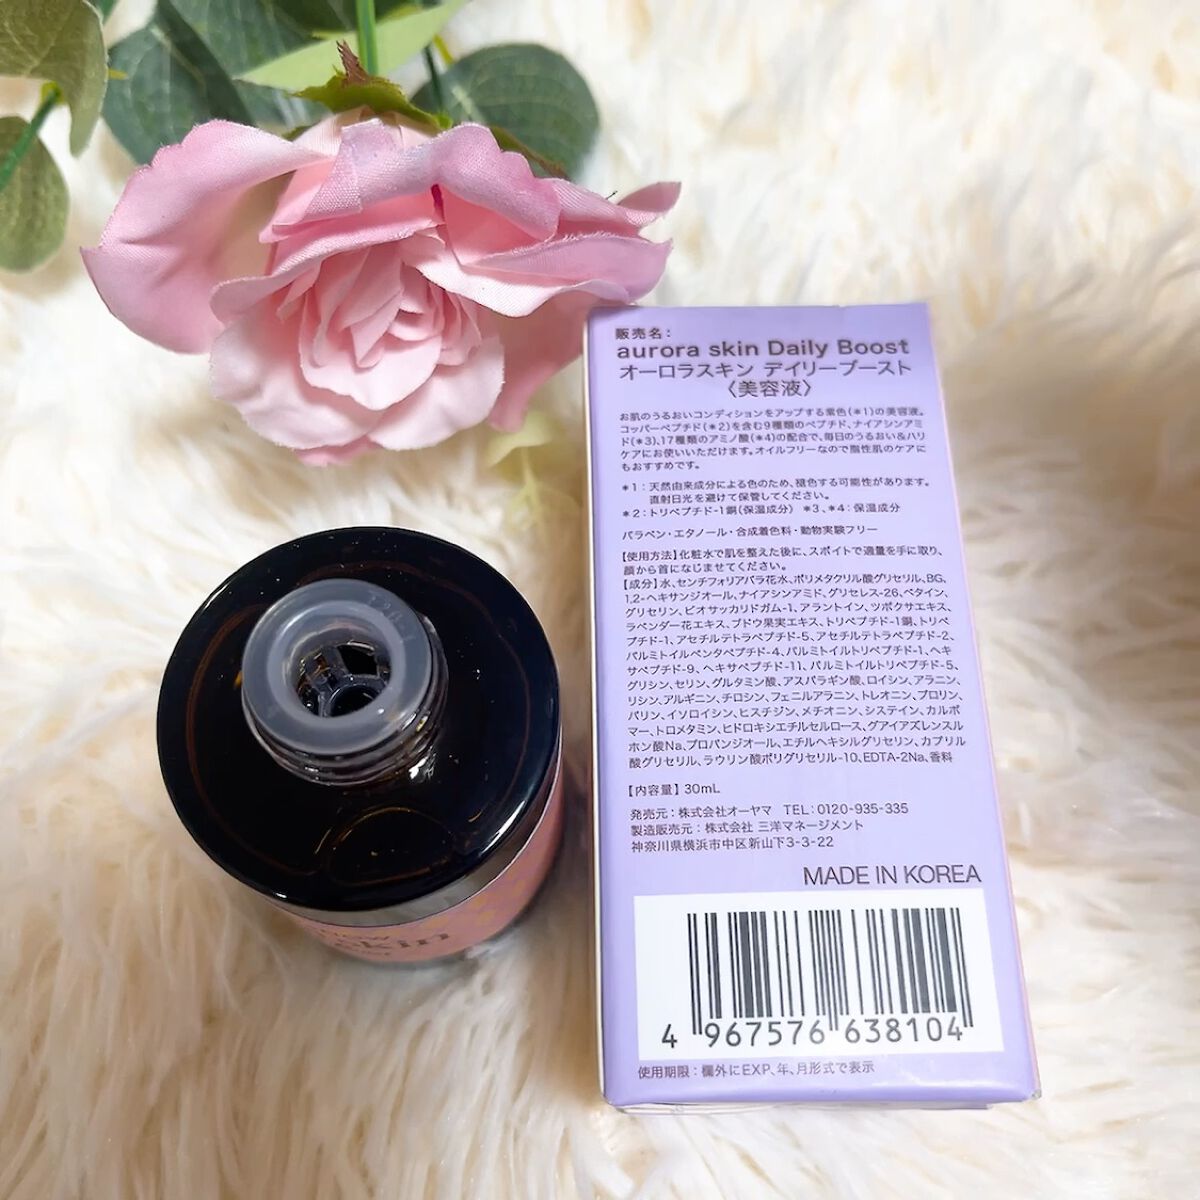 販売名：
aurora skin Daily Boost
オーロラスキン デイリーブースト
〈美容液〉
お肌のうるおいコンディションをアップする紫色(＊1)の美容液。
コッパーペプチド(＊2)を含む9種類のペプチド、ナイアシンアミ
ド(＊3)、17種類のアミノ酸(＊4)の配合で、毎日のうるおい&ハリ
ケアにお使いいただけます。オイルフリーなので脂性肌のケアに
もおすすめです。
＊1：天然由来成分による色のため、褪色する可能性があります。
直射日光を避けて保管してください。
＊2：トリペプチド-1銅(保湿成分) ＊3、＊4：保湿成分
パラベン・エタノール・合成着色料・動物実験フリー
【使用方法】化粧水で肌を整えた後に、スポイトで適量を手に取り、
顔から首になじませてください。
【成分】水、センチフォリアバラ花水、ポリメタクリル酸グリセリル、BG、
1,2-ヘキサンジオール、ナイアシンアミド、グリセレス-26、ベタイン、
グリセリン、ビオサッカリドガム-1、アラントイン、ツボクサエキス、
ラベンダー花エキス、ブドウ果実エキス、トリペプチド-1銅、トリペ
プチド-1、アセチルテトラペプチド-5、アセチルテトラペプチド-2、
パルミトイルペンタペプチド-4、パルミトイルトリペプチド-1、ヘキ
サペプチド-9、ヘキサペプチド-11、パルミトイルトリペプチド-5、
グリシン、セリン、グルタミン酸、アスパラギン酸、ロイシン、アラニン、
リシン、アルギニン、チロシン、フェニルアラニン、トレオニン、プロリン、
バリン、イソロイシン、ヒスチジン、メチオニン、システイン、カルボ
マー、トロメタミン、ヒドロキシエチルセルロース、グアイアズレンスル
ホン酸Na、プロパンジオール、エチルヘキシルグリセリン、カプリル
酸グリセリル、ラウリン酸ポリグリセリル-10、EDTA-2Na、香料
【内容量】30mL
発売元：株式会社オーヤマ TEL：0120-935-335
製造販売元：株式会社 三洋マネージメント
神奈川県横浜市中区新山下3-3-22
MADE IN KOREA
4 967576 638104
使用期限：欄外にEXP、年、月形式で表示
skin